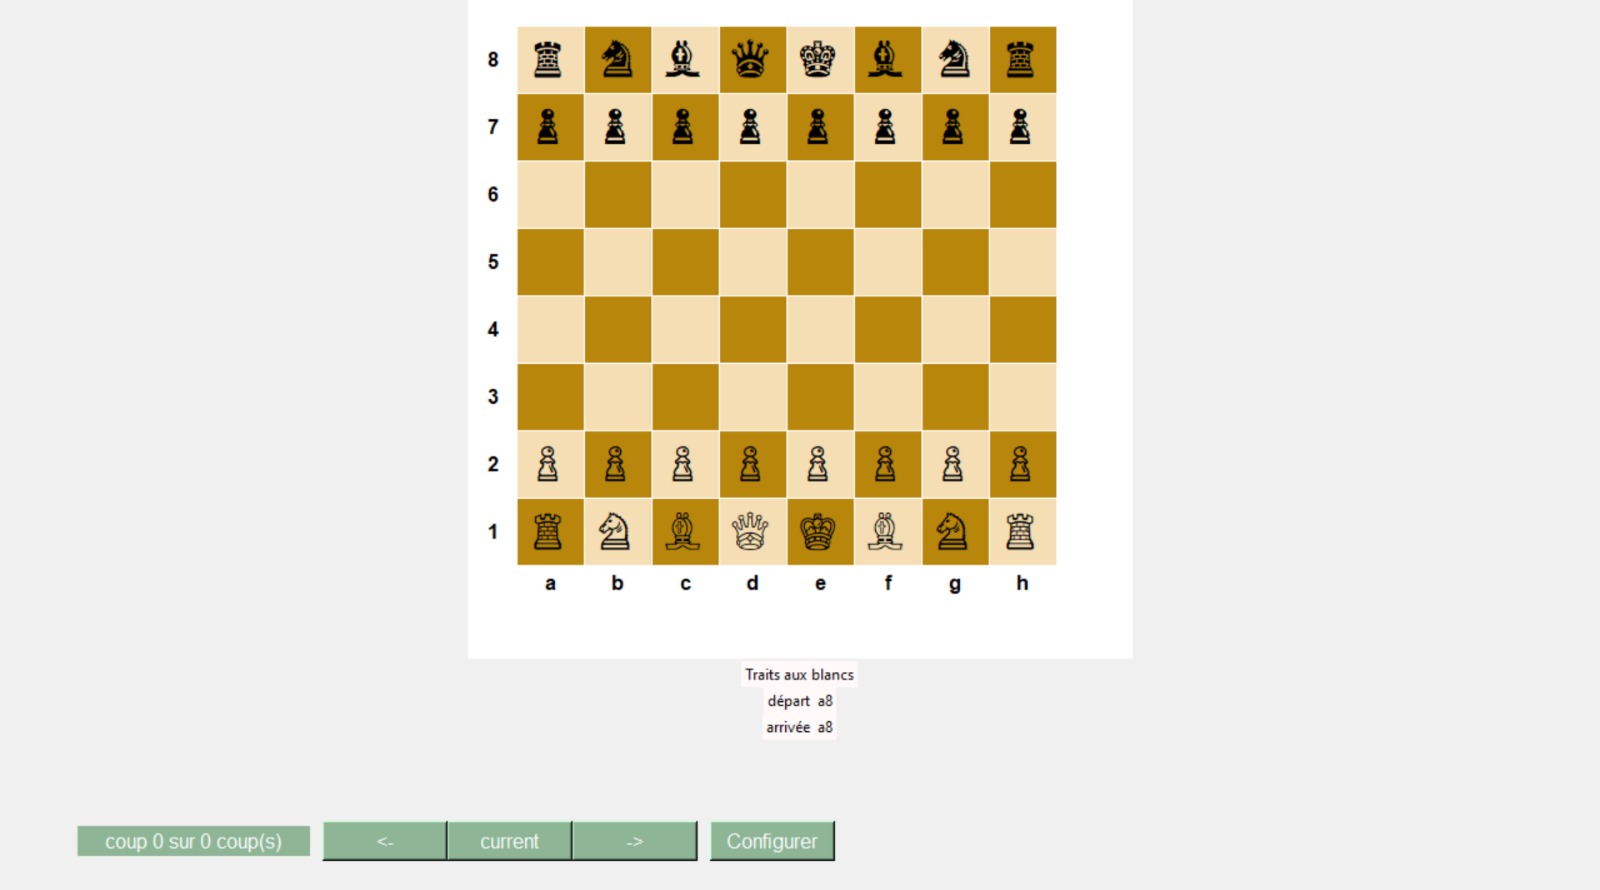 8
7
6
5
4
3
2
1
a b c d e f g h
Traits aux blancs
départ a8
arrivée a8
coup 0 sur 0 coup(s) <- current -> Configurer